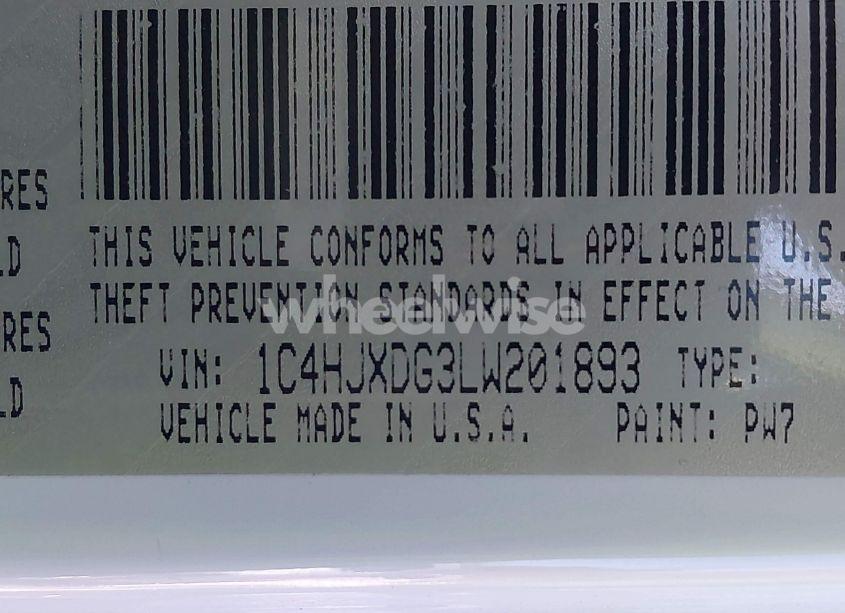 RES
LD
THIS VEHICLE CONFORMS TO ALL APPLICABLE U.S.
THEFT PREVENTION STANDARDS IN EFFECT ON THE
wheelwise
RES
VIN: 1C4HJXDG3LW201893 TYPE:
LD
VEHICLE MADE IN U.S.A. PAINT: PW7